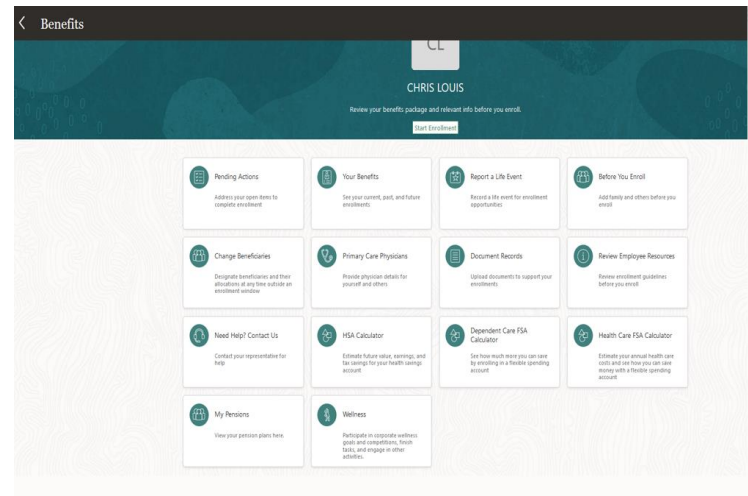 Benefits
CL
CHRIS LOUIS
Review your benefits package and relevant info before you enroll.
Start Enrollment
Pending Actions
Address your open items to
complete enrollment
Your Benefits
See your current, past, and future
enrollments
Report a Life Event
Record a life event for enrollment
opportunities
Before You Enroll
Add family and others before you
enroll
Change Beneficiaries
Designate beneficiaries and their
allocations at any time outside an
enrollment window
Primary Care Physicians
Provide physician details for
yourself and others
Document Records
Upload documents to support your
enrollments
Review Employee Resources
Review enrollment guidelines
before you enroll
Need Help? Contact Us
Contact your representative for
help
HSA Calculator
Estimate future value, earnings, and
tax savings for your health savings
account
Dependent Care FSA
Calculator
See how much more you can save
by enrolling in a flexible spending
account
Health Care FSA Calculator
Estimate your annual health care
costs and see how you can save
money with a flexible spending
account
My Pensions
View your pension plans here.
Wellness
Participate in corporate wellness
goals and competitions, finish
tasks, and engage in other
activities.